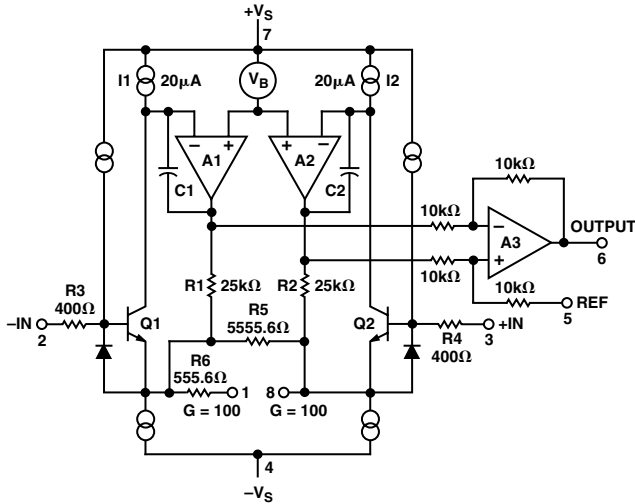 +VS
7
I1
20μA
VB
20μA
I2
−
+
A1
+
−
A2
C1
C2
10kΩ
10kΩ
−
OUTPUT
6
A3
+
10kΩ
10kΩ
REF
5
R1
25kΩ
R2
25kΩ
R3
400Ω
−IN
2
Q1
R5
5555.6Ω
Q2
R4
400Ω
+IN
3
R6
555.6Ω
1
G = 100
8
G = 100
4
−VS